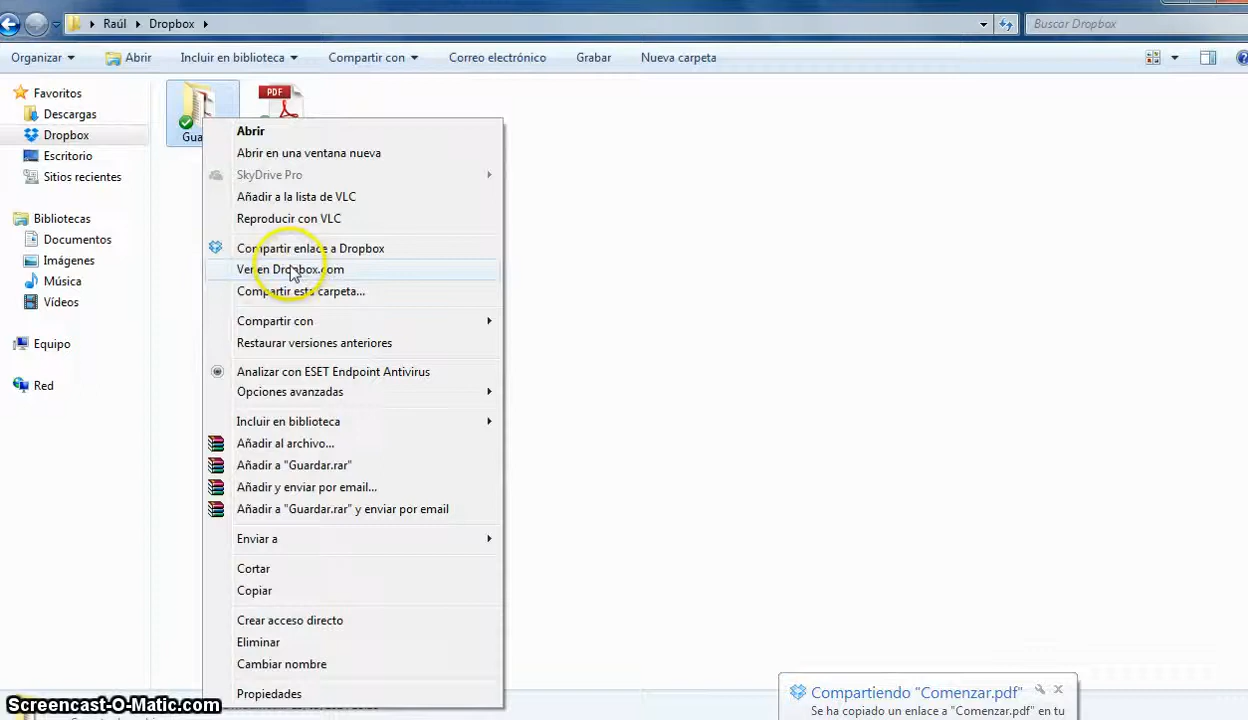 Raúl
Dropbox
Buscar Dropbox
Organizar
Abrir
Incluir en biblioteca
Compartir con
Correo electrónico
Grabar
Nueva carpeta
Favoritos
Descargas
Dropbox
Escritorio
Sitios recientes
Bibliotecas
Documentos
Imágenes
Música
Vídeos
Equipo
Red
PDF
Abrir
Abrir en una ventana nueva
SkyDrive Pro
Añadir a la lista de VLC
Reproducir con VLC
Compartir enlace a Dropbox
Ver en Dropbox.com
Compartir esta carpeta...
Compartir con
Restaurar versiones anteriores
Analizar con ESET Endpoint Antivirus
Opciones avanzadas
Incluir en biblioteca
Añadir al archivo...
Añadir a "Guardar.rar"
Añadir y enviar por email...
Añadir a "Guardar.rar" y enviar por email
Enviar a
Cortar
Copiar
Crear acceso directo
Eliminar
Cambiar nombre
Propiedades
Compartiendo "Comenzar.pdf"
Se ha copiado un enlace a "Comenzar.pdf" en tu
Screencast-O-Matic.com